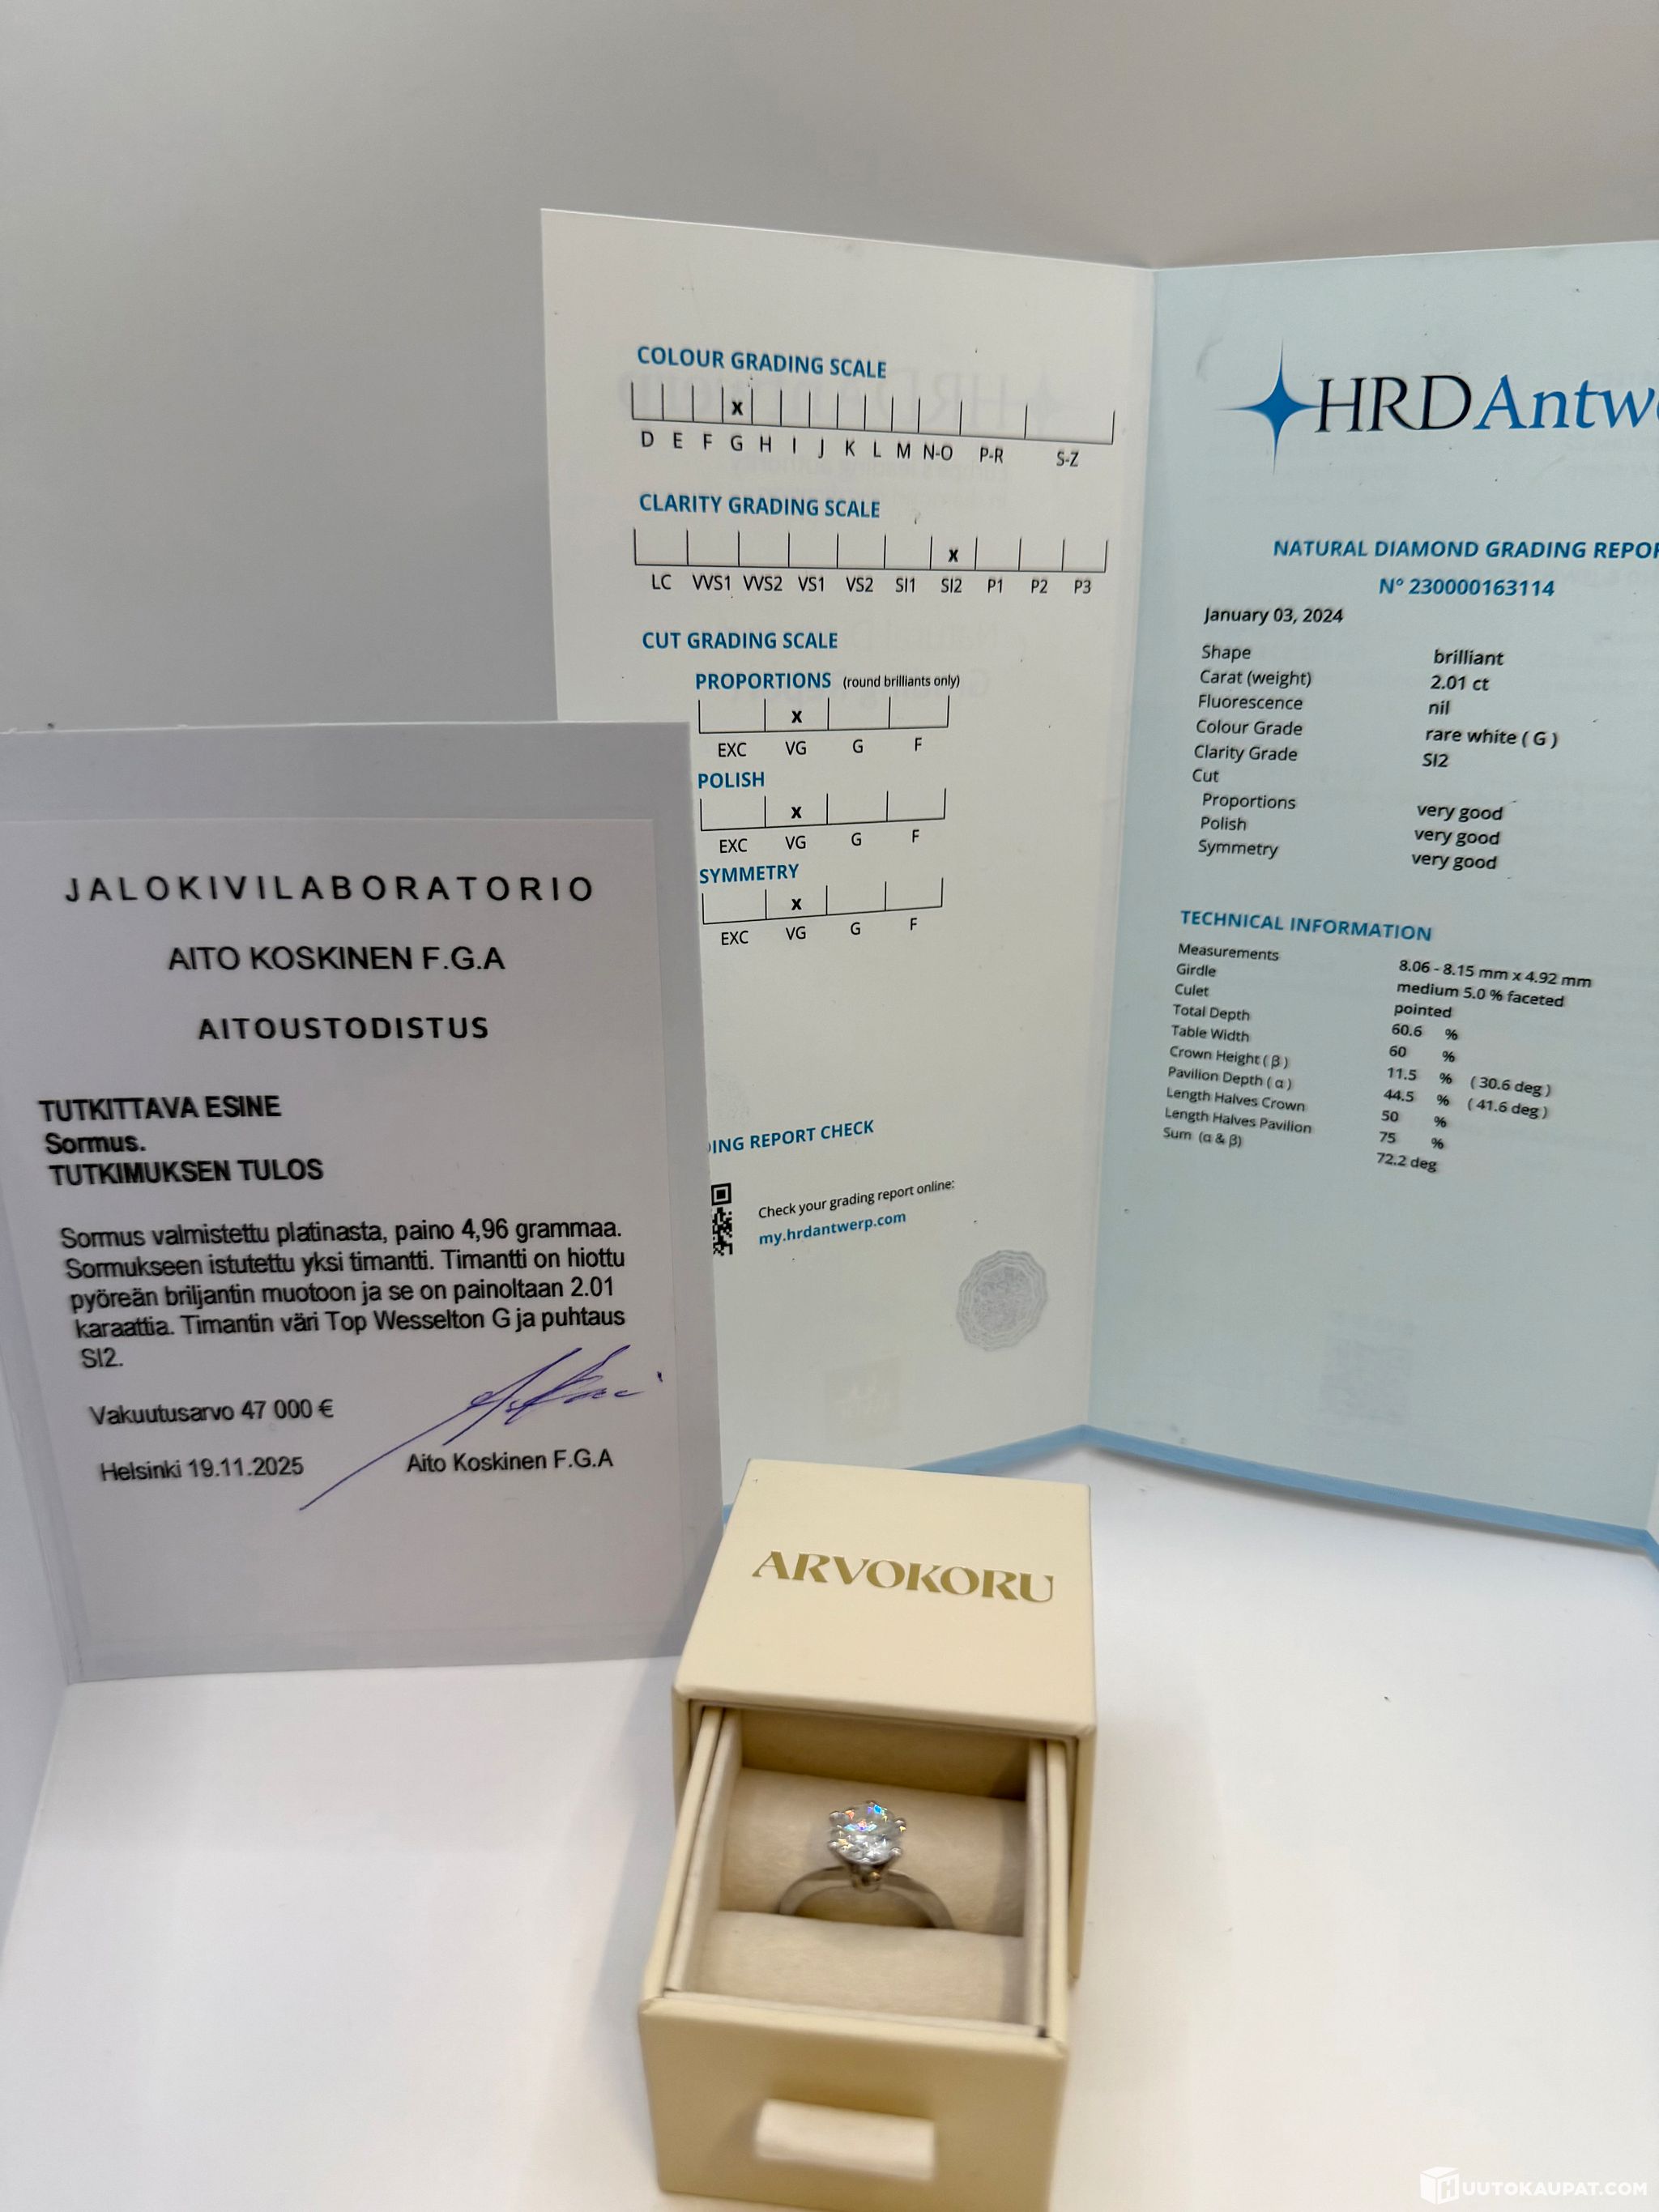 JALOKIVILABORATORIO
AITO KOSKINEN F.G.A
AITOUSTODISTUS
TUTKITTAVA ESINE
Sormus.
TUTKIMUKSEN TULOS
Sormus valmistettu platinasta, paino 4,96 grammaa.
Sormukseen istutettu yksi timantti. Timantti on hiottu
pyöreän briljantin muotoon ja se on painoltaan 2.01
karaattia. Timantin väri Top Wesselton G ja puhtaus
SI2.
Vakuutusarvo 47 000 €
Helsinki 19.11.2025 Aito Koskinen F.G.A
COLOUR GRADING SCALE
x
D E F G H I J K L M N-O P-R S-Z
CLARITY GRADING SCALE
x
LC VVS1 VVS2 VS1 VS2 SI1 SI2 P1 P2 P3
CUT GRADING SCALE
PROPORTIONS (round brilliants only)
x
EXC VG G F
POLISH
x
EXC VG G F
SYMMETRY
x
EXC VG G F
ING REPORT CHECK
Check your grading report online:
my.hrdantwerp.com
HRDAntw
NATURAL DIAMOND GRADING REPO
N° 230000163114
January 03, 2024
Shape brilliant
Carat (weight) 2.01 ct
Fluorescence nil
Colour Grade rare white ( G )
Clarity Grade SI2
Cut
Proportions very good
Polish very good
Symmetry very good
TECHNICAL INFORMATION
Measurements 8.06 - 8.15 mm x 4.92 mm
Girdle medium 5.0 % faceted
Culet pointed
Total Depth 60.6 %
Table Width 60 %
Crown Height ( β ) 11.5 % ( 30.6 deg )
Pavilion Depth ( α ) 44.5 % ( 41.6 deg )
Length Halves Crown 50 %
Length Halves Pavilion 75 %
Sum (α & β) 72.2 deg
ARVOKORU
HUUTOKAUPAT.COM